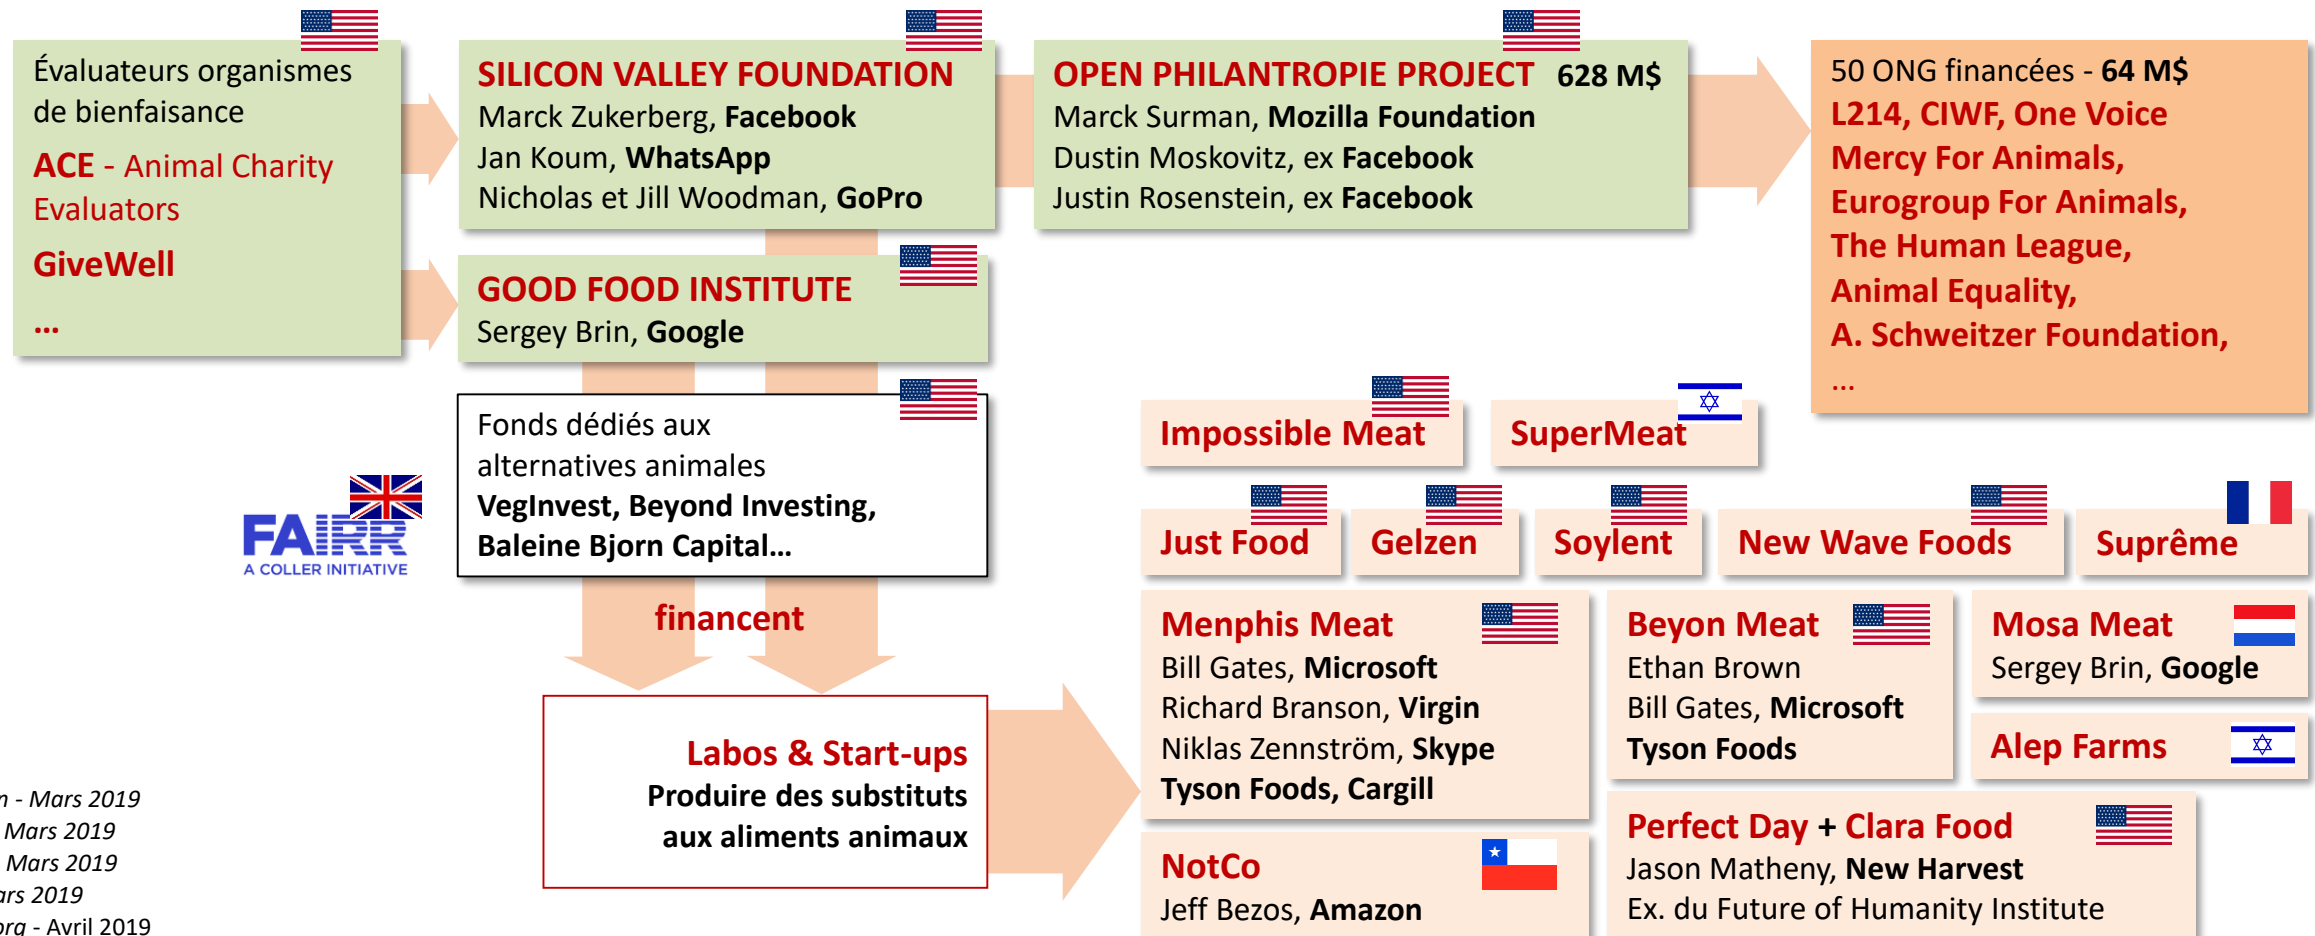 Évaluateurs organismes
de bienfaisance
ACE - Animal Charity
Evaluators
GiveWell
...
SILICON VALLEY FOUNDATION
Marck Zukerberg, Facebook
Jan Koum, WhatsApp
Nicholas et Jill Woodman, GoPro
OPEN PHILANTROPIE PROJECT 628 M$
Marck Surman, Mozilla Foundation
Dustin Moskovitz, ex Facebook
Justin Rosenstein, ex Facebook
50 ONG financées - 64 M$
L214, CIWF, One Voice
Mercy For Animals,
Eurogroup For Animals,
The Human League,
Animal Equality,
A. Schweitzer Foundation,
...
GOOD FOOD INSTITUTE
Sergey Brin, Google
Fonds dédiés aux
alternatives animales
VegInvest, Beyond Investing,
Baleine Bjorn Capital...
FAIRR
A COLLER INITIATIVE
financent
Labos & Start-ups
Produire des substituts
aux aliments animaux
Impossible Meat
SuperMeat
Just Food
Gelzen
Soylent
New Wave Foods
Suprême
Menphis Meat
Bill Gates, Microsoft
Richard Branson, Virgin
Niklas Zennström, Skype
Tyson Foods, Cargill
Beyon Meat
Ethan Brown
Bill Gates, Microsoft
Tyson Foods
Mosa Meat
Sergey Brin, Google
Alep Farms
NotCo
Jeff Bezos, Amazon
Perfect Day + Clara Food
Jason Matheny, New Harvest
Ex. du Future of Humanity Institute
- Mars 2019
Mars 2019
Mars 2019
2019
- Avril 2019